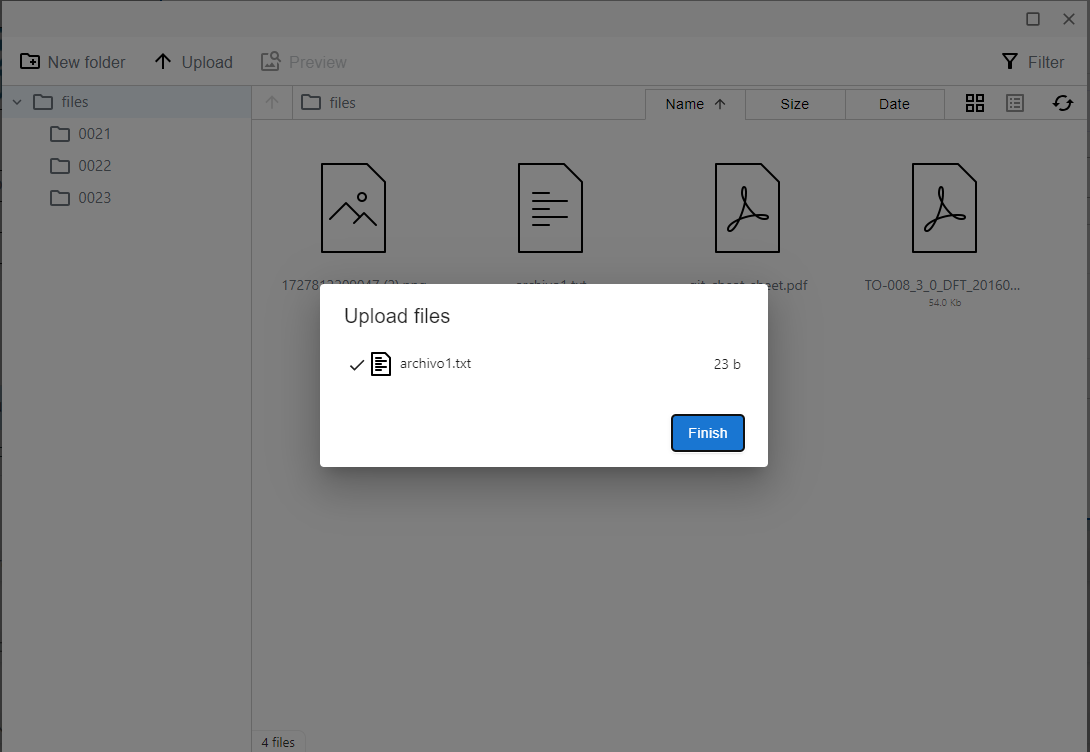 New folder
Upload
Preview
Filter
files
0021
0022
0023
files
Name
Size
Date
TO-008_3_0_DFT_20160...
54.0 Kb
Upload files
archivo1.txt
23 b
Finish
4 files